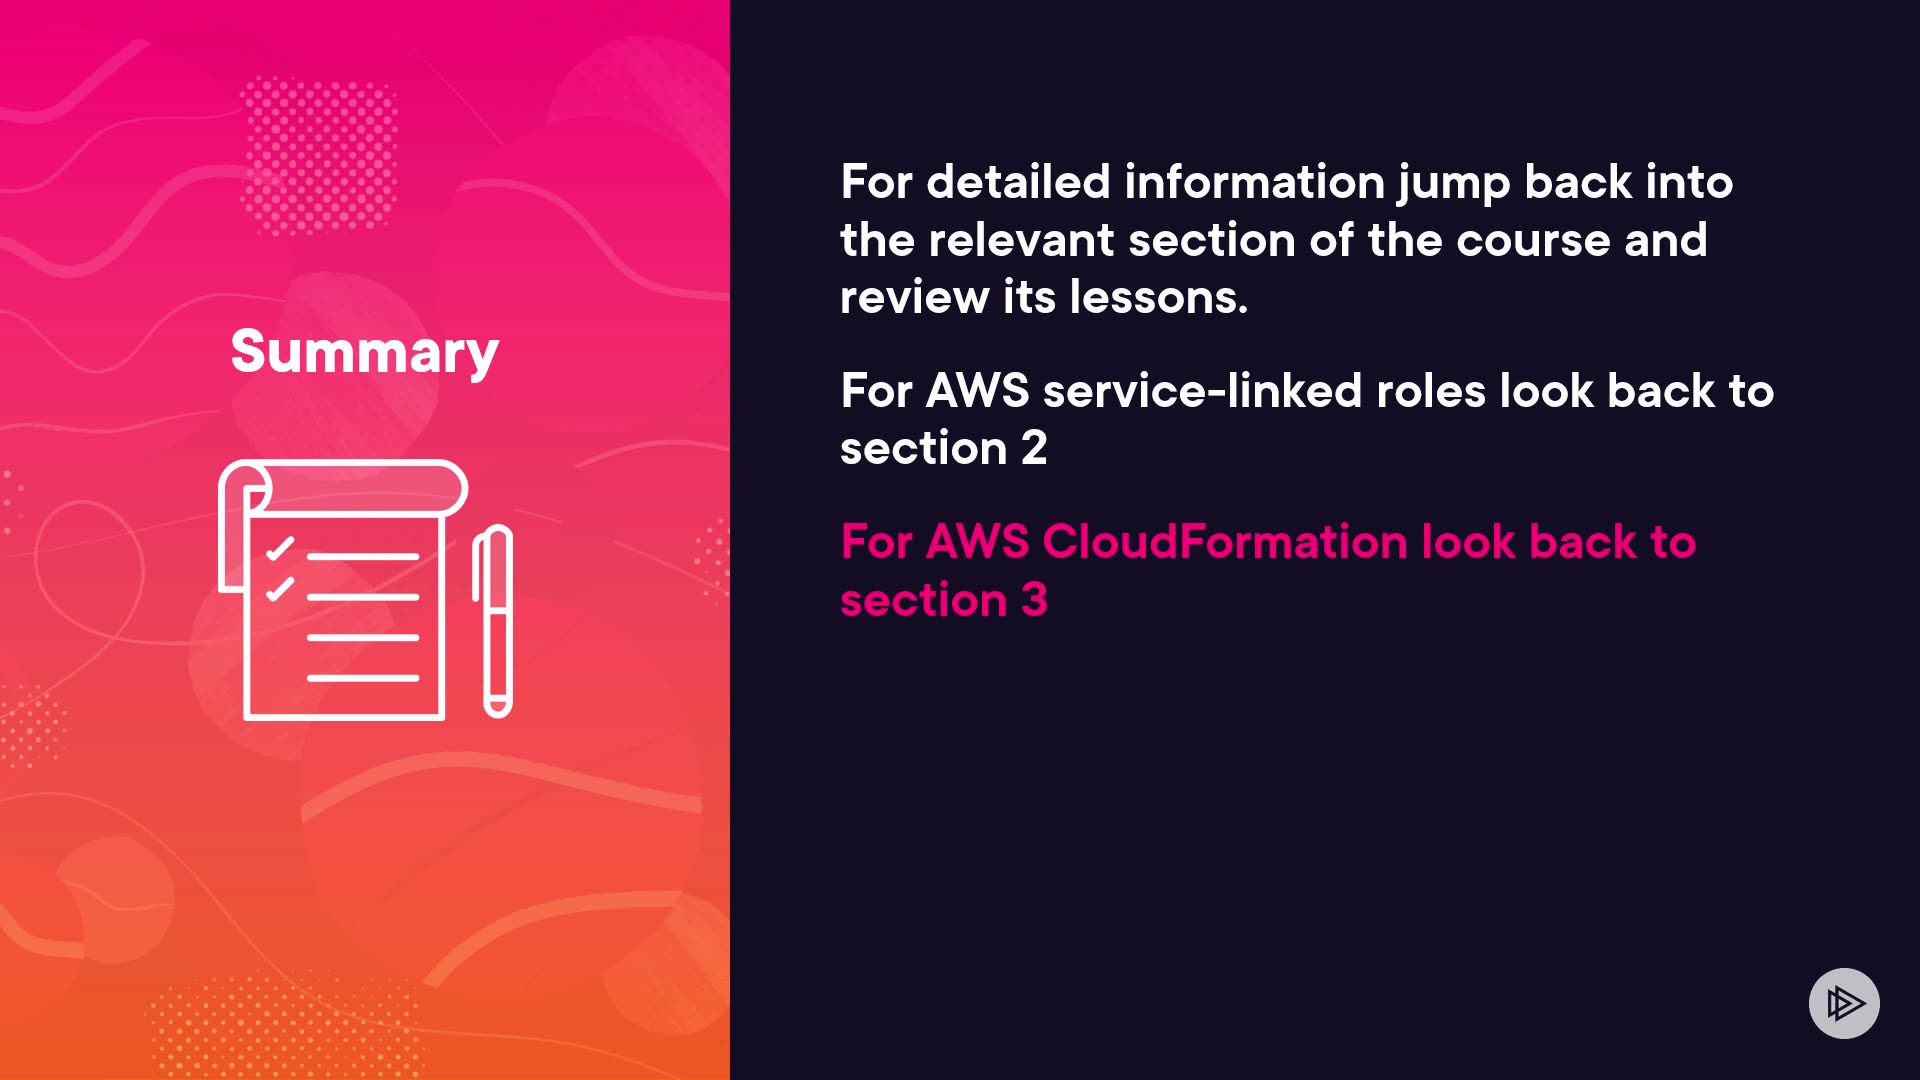 Summary
For detailed information jump back into
the relevant section of the course and
review its lessons.
For AWS service-linked roles look back to
section 2
For AWS CloudFormation look back to
section 3